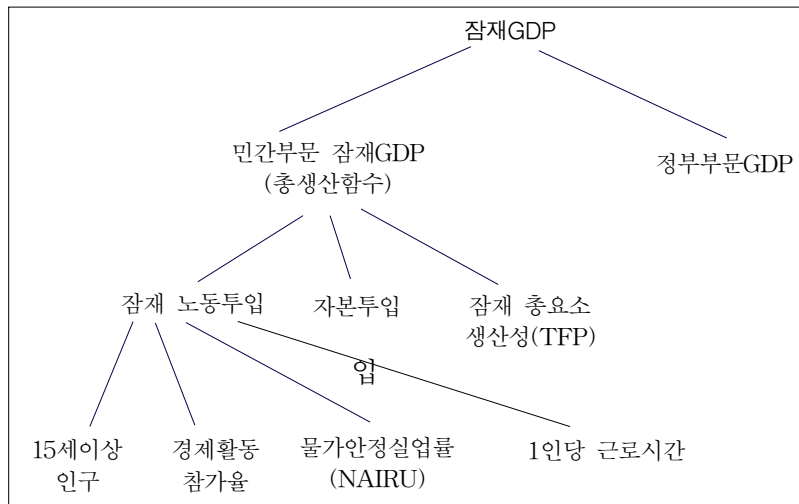 잠재GDP
민간부문 잠재GDP
(총생산함수)
정부부문GDP
잠재 노동투입
자본투입
잠재 총요소
생산성(TFP)
입
15세이상
인구
경제활동
참가율
물가안정실업률
(NAIRU)
1인당 근로시간